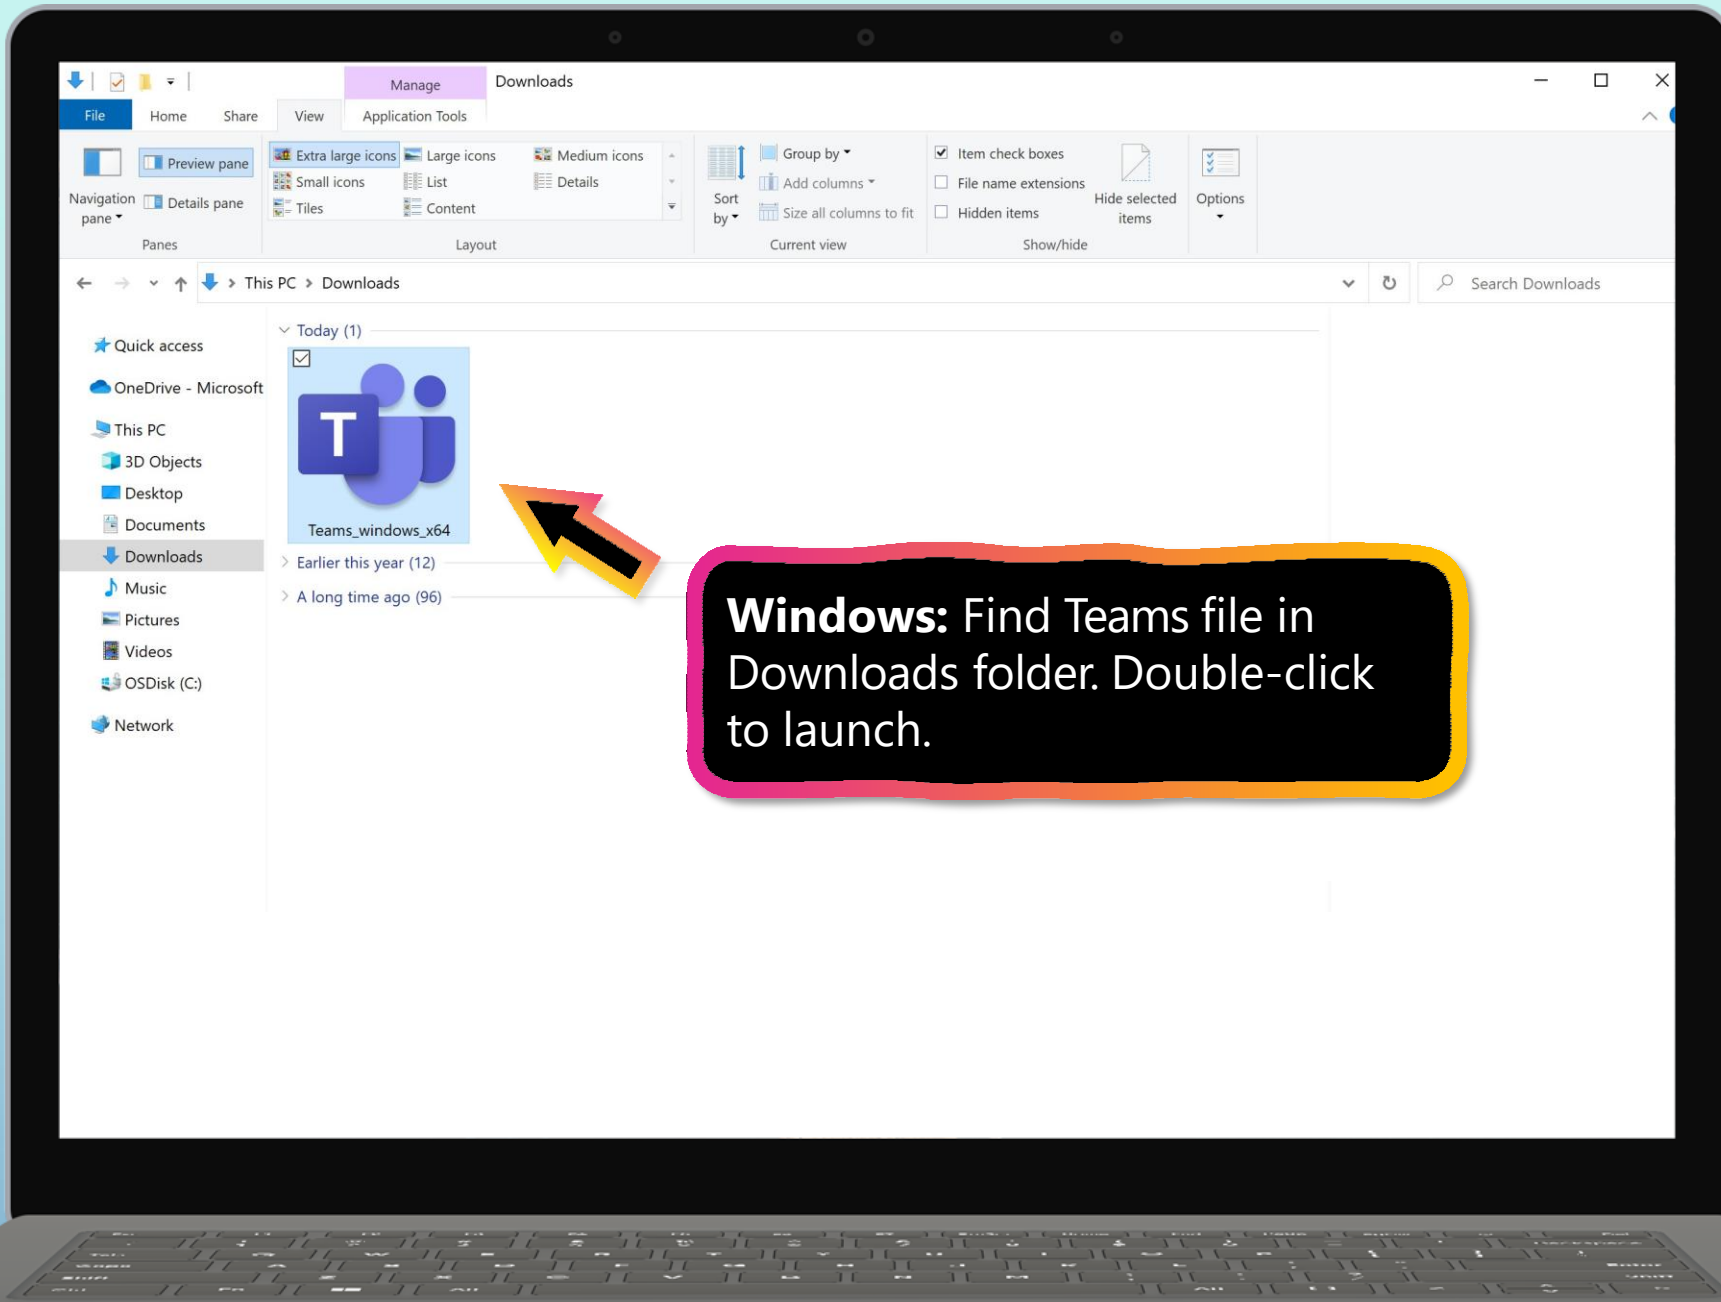 Manage
Downloads
File
Home
Share
View
Application Tools
Navigation
pane
Preview pane
Details pane
Panes
Extra large icons
Large icons
Medium icons
Small icons
List
Details
Tiles
Content
Layout
Sort
by
Group by
Add columns
Size all columns to fit
Current view
Item check boxes
File name extensions
Hidden items
Hide selected
items
Show/hide
Options
This PC > Downloads
Search Downloads
Quick access
OneDrive - Microsoft
This PC
3D Objects
Desktop
Documents
Downloads
Music
Pictures
Videos
OSDisk (C:)
Network
Today (1)
T
Teams_windows_x64
Earlier this year (12)
A long time ago (96)
Windows: Find Teams file in
Downloads folder. Double-click
to launch.